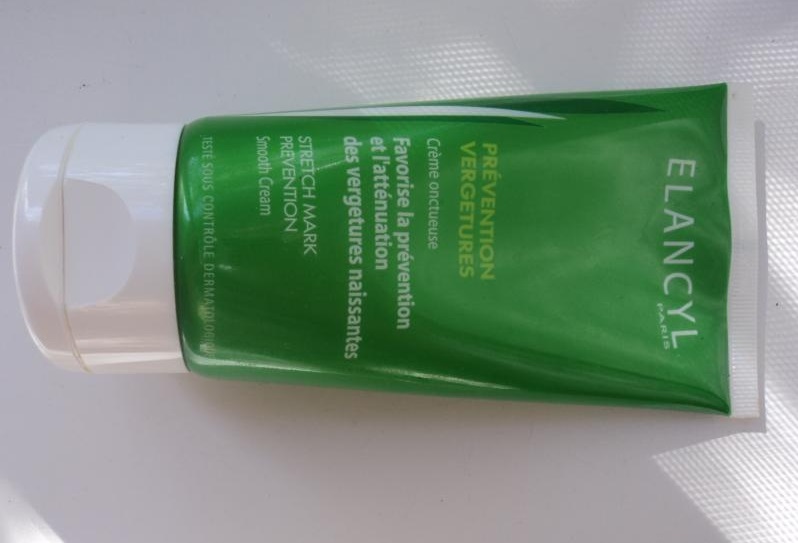 ELANCYL
PARIS
PRÉVENTION
VERGETURES
Crème onctueuse
Favorise la prévention
et l'atténuation
des vergetures naissantes
STRETCH MARK
PREVENTION
Smooth Cream
TESTÉ SOUS CONTRÔLE DERMATOLOGIQUE